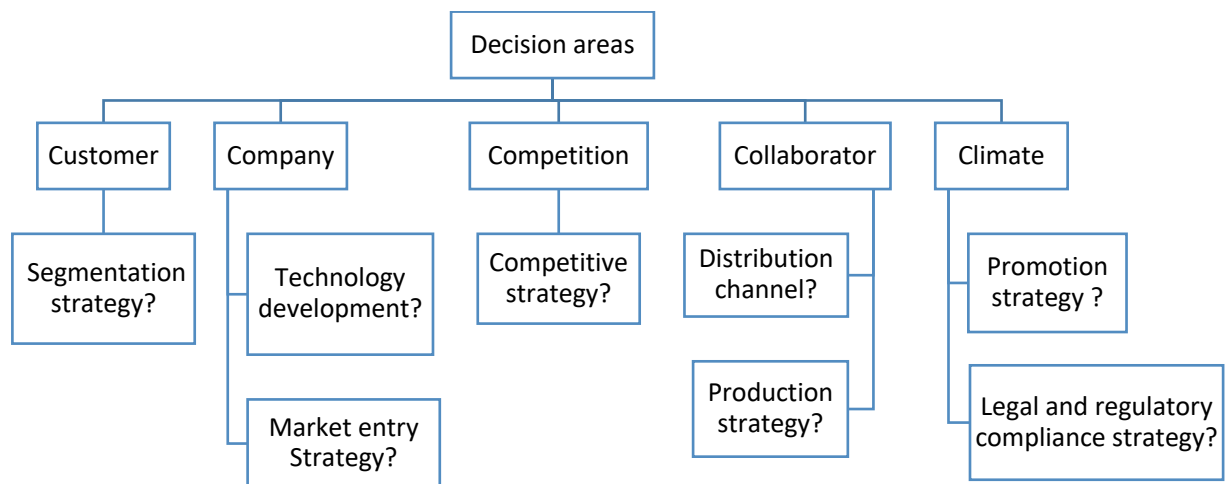 Decision areas
Customer
Company
Competition
Collaborator
Climate
Segmentation
strategy?
Technology
development?
Market entry
Strategy?
Competitive
strategy?
Distribution
channel?
Production
strategy?
Promotion
strategy ?
Legal and regulatory
compliance strategy?